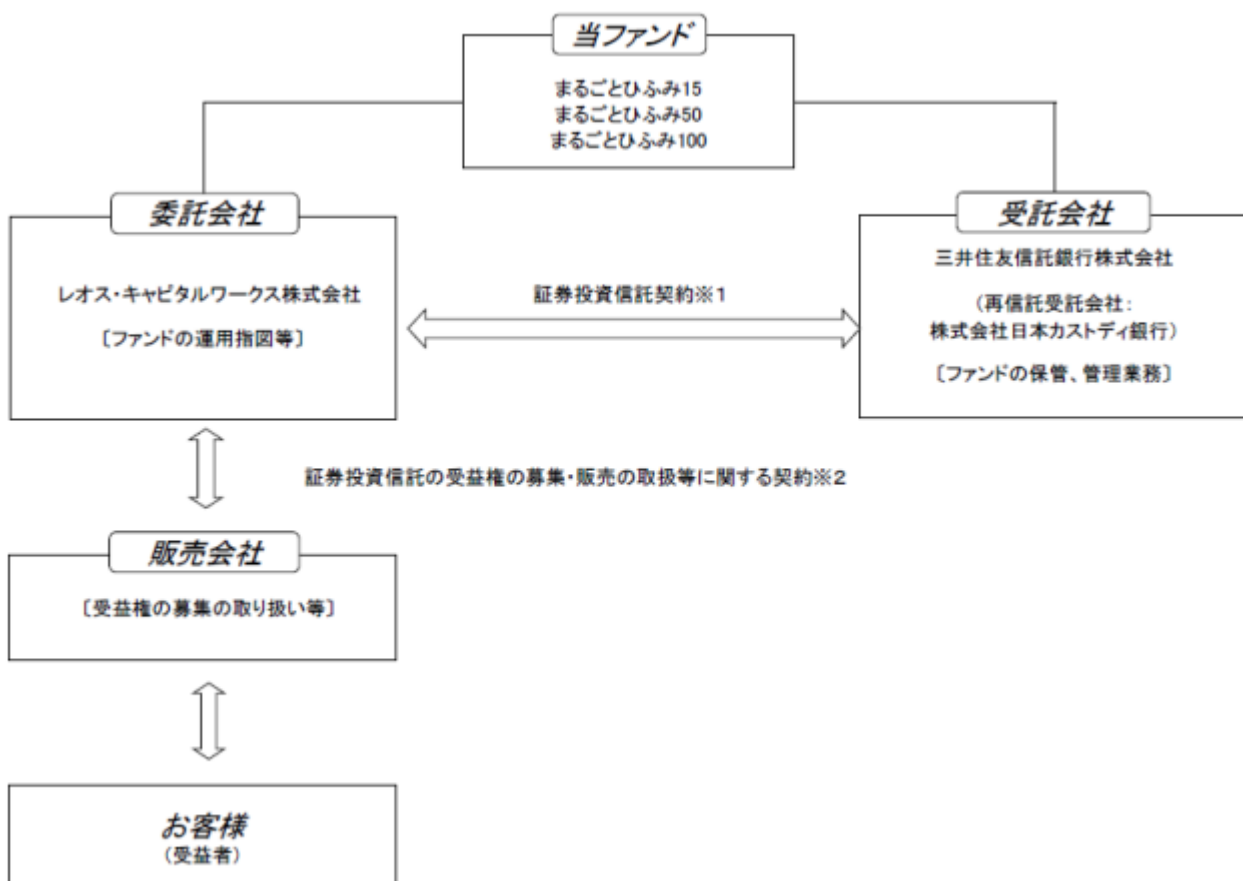 当ファンド
まるごとひふみ15
まるごとひふみ50
まるごとひふみ100
委託会社
レオス・キャピタルワークス株式会社
〔ファンドの運用指図等〕
証券投資信託契約※1
受託会社
三井住友信託銀行株式会社
(再信託受託会社:
株式会社日本カストディ銀行)
〔ファンドの保管、管理業務〕
証券投資信託の受益権の募集・販売の取扱等に関する契約※2
販売会社
〔受益権の募集の取り扱い等〕
お客様
(受益者)